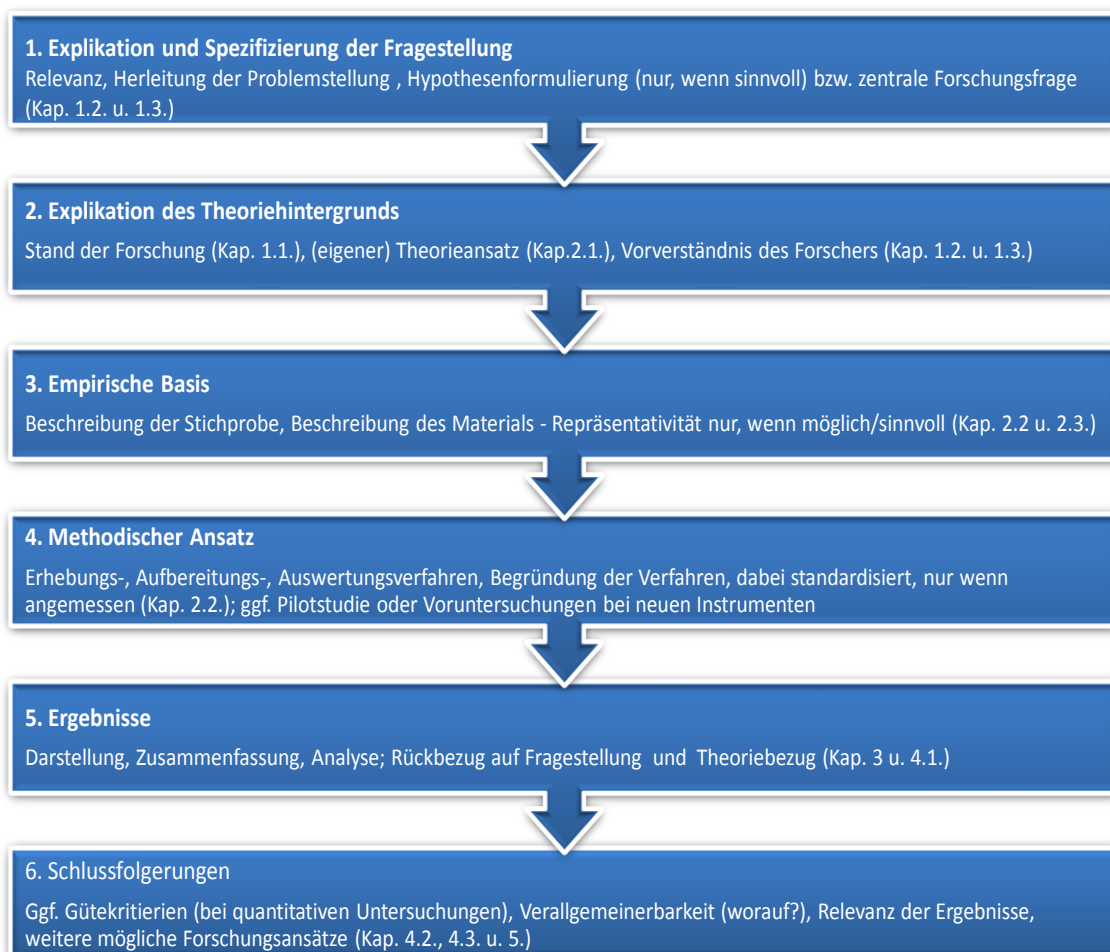 1. Explikation und Spezifizierung der Fragestellung
Relevanz, Herleitung der Problemstellung , Hypothesenformulierung (nur, wenn sinnvoll) bzw. zentrale Forschungsfrage
(Kap. 1.2. u. 1.3.)
2. Explikation des Theoriehintergrunds
Stand der Forschung (Kap. 1.1.), (eigener) Theorieansatz (Kap.2.1.), Vorverständnis des Forschers (Kap. 1.2. u. 1.3.)
3. Empirische Basis
Beschreibung der Stichprobe, Beschreibung des Materials - Repräsentativität nur, wenn möglich/sinnvoll (Kap. 2.2 u. 2.3.)
4. Methodischer Ansatz
Erhebungs-, Aufbereitungs-, Auswertungsverfahren, Begründung der Verfahren, dabei standardisiert, nur wenn
angemessen (Kap. 2.2.); ggf. Pilotstudie oder Voruntersuchungen bei neuen Instrumenten
5. Ergebnisse
Darstellung, Zusammenfassung, Analyse; Rückbezug auf Fragestellung und Theoriebezug (Kap. 3 u. 4.1.)
6. Schlussfolgerungen
Ggf. Gütekritierien (bei quantitativen Untersuchungen), Verallgemeinerbarkeit (worauf?), Relevanz der Ergebnisse,
weitere mögliche Forschungsansätze (Kap. 4.2., 4.3. u. 5.)